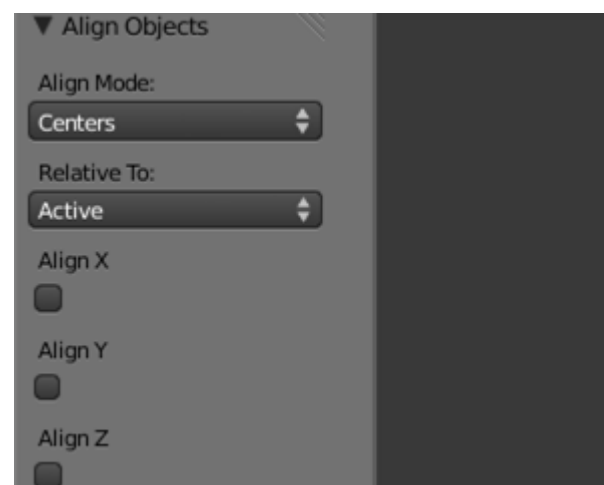 Align Objects
Align Mode:
Centers
Relative To:
Active
Align X
Align Y
Align Z